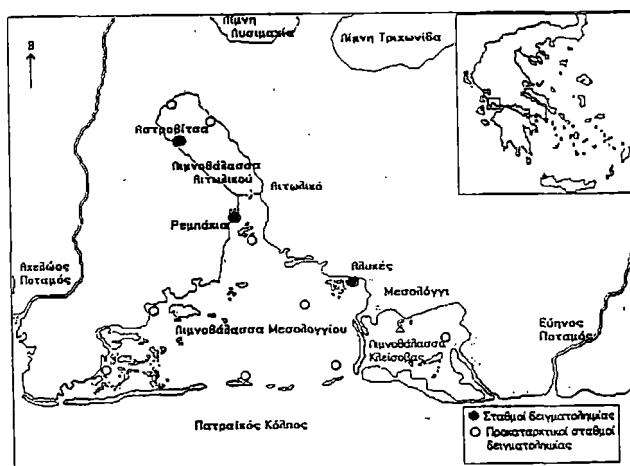 Λίμνη
Λυσιμαχία
Λίμνη Τριχωνίδα
Β
Αστροβίτσα
Λιμνοθάλασσα
Αιτωλικού
Αιτωλικό
Ρεμπάκια
Αχελώος
Ποταμός
Αλυκές
Μεσολόγγι
Εύηνος
Ποταμός
Λιμνοθάλασσα Μεσολογγίου
Λιμνοθάλασσα
Κλείσοβας
Πατραϊκός Κόλπος
Σταθμοί δειγματοληψίας
Προκαταρκτικοί σταθμοί
δειγματοληψίας